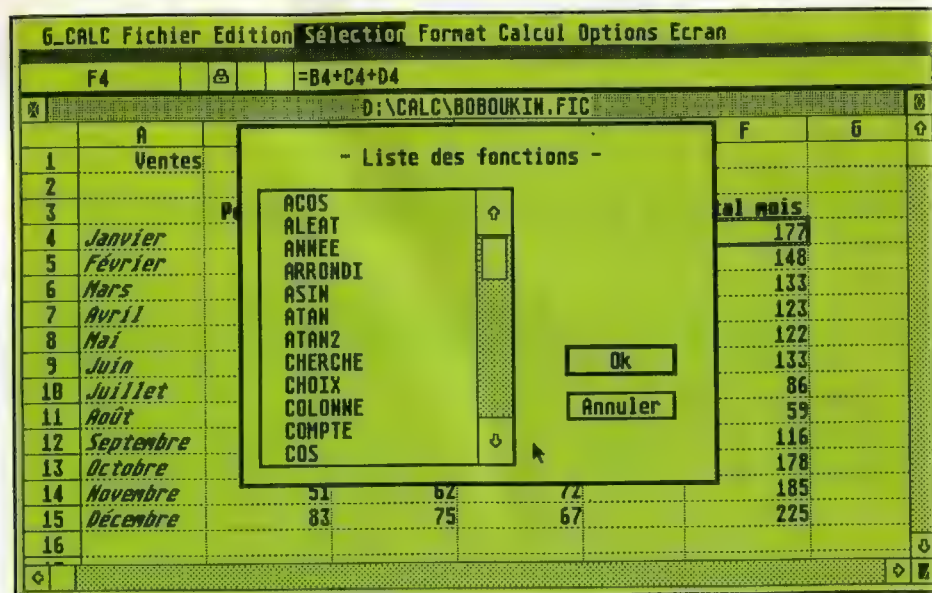 G_CALC Fichier Edition Sélection Format Calcul Options Ecran
F4 =B4+C4+D4
D:\CALC\BOBOUKIN.FIC
A F G
1 Ventes
2
3 tal mois
4 Janvier 177
5 Février 148
6 Mars 133
7 Avril 123
8 Mai 122
9 Juin 133
10 Juillet 86
11 Août 59
12 Septembre 116
13 Octobre 178
14 Novembre 51 62 72 185
15 Décembre 83 75 67 225
16
- Liste des fonctions -
ACOS
ALEAT
ANNEE
ARRONDI
ASIN
ATAN
ATAN2
CHERCHE
CHOIX
COLONNE
COMPTE
COS
Ok
Annuler